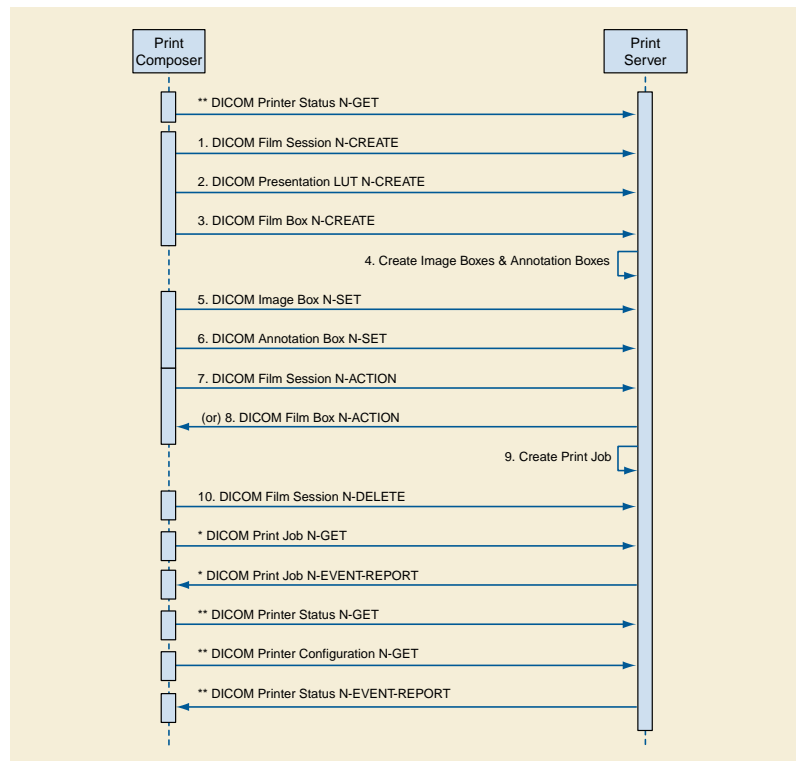 Print
Composer
Print
Server
** DICOM Printer Status N-GET
1. DICOM Film Session N-CREATE
2. DICOM Presentation LUT N-CREATE
3. DICOM Film Box N-CREATE
4. Create Image Boxes & Annotation Boxes
5. DICOM Image Box N-SET
6. DICOM Annotation Box N-SET
7. DICOM Film Session N-ACTION
(or) 8. DICOM Film Box N-ACTION
9. Create Print Job
10. DICOM Film Session N-DELETE
* DICOM Print Job N-GET
* DICOM Print Job N-EVENT-REPORT
** DICOM Printer Status N-GET
** DICOM Printer Configuration N-GET
** DICOM Printer Status N-EVENT-REPORT